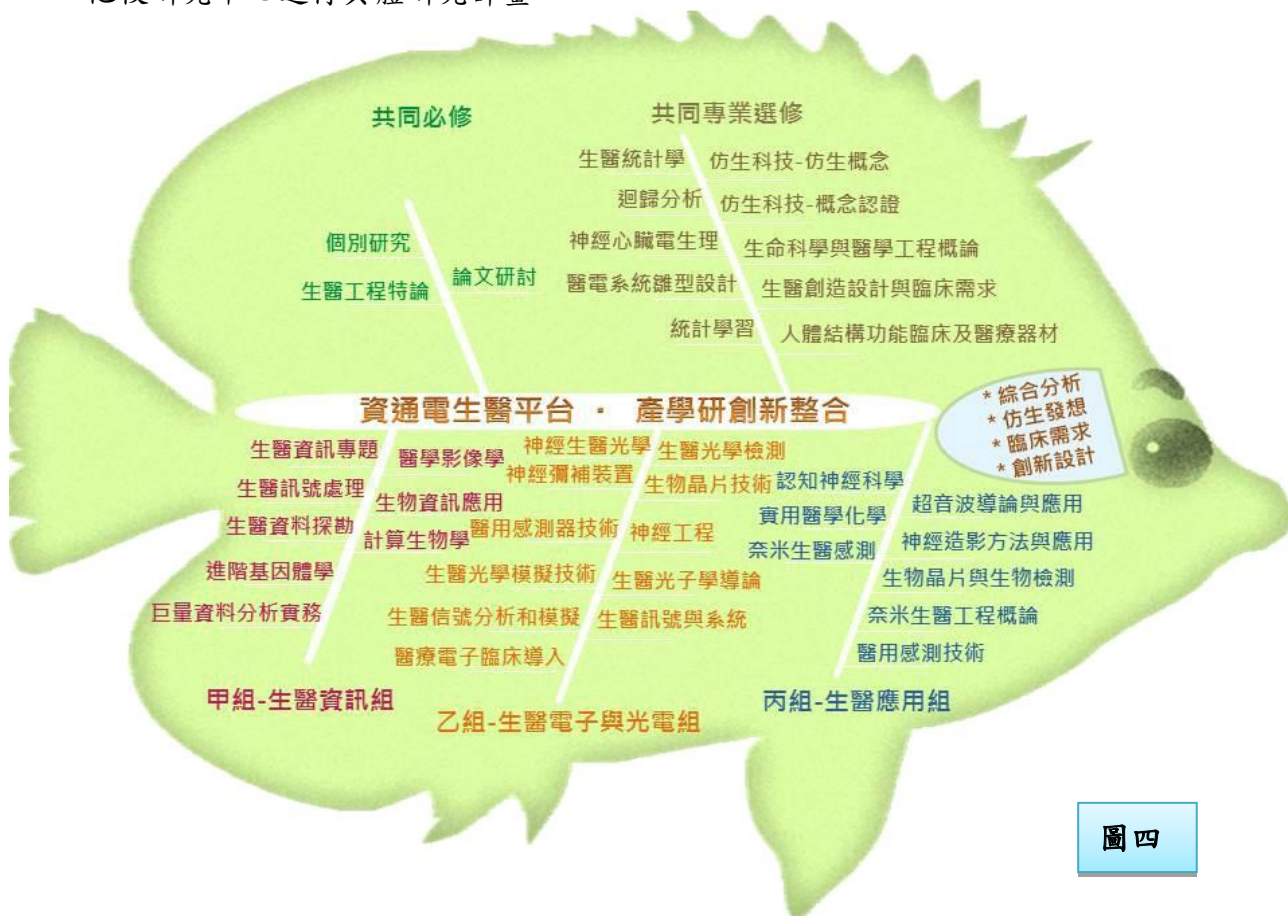 共同必修
個別研究
生醫工程特論
論文研討
共同專業選修
生醫統計學
迴歸分析
神經心臟電生理
醫電系統雛型設計
統計學習
仿生科技-仿生概念
仿生科技-概念認證
生命科學與醫學工程概論
生醫創造設計與臨床需求
人體結構功能臨床及醫療器材
資通電生醫平台 · 產學研創新整合
* 綜合分析
* 仿生發想
* 臨床需求
* 創新設計
生醫資訊專題
生醫訊號處理
生醫資料探勘
進階基因體學
巨量資料分析實務
醫學影像學
生物資訊應用
計算生物學
甲組-生醫資訊組
神經生醫光學
神經彌補裝置
醫用感測器技術
生醫光學模擬技術
生醫信號分析和模擬
醫療電子臨床導入
生醫光學檢測
生物晶片技術
神經工程
生醫光子學導論
生醫訊號與系統
乙組-生醫電子與光電組
認知神經科學
實用醫學化學
奈米生醫感測
超音波導論與應用
神經造影方法與應用
生物晶片與生物檢測
奈米生醫工程概論
醫用感測技術
丙組-生醫應用組
圖四